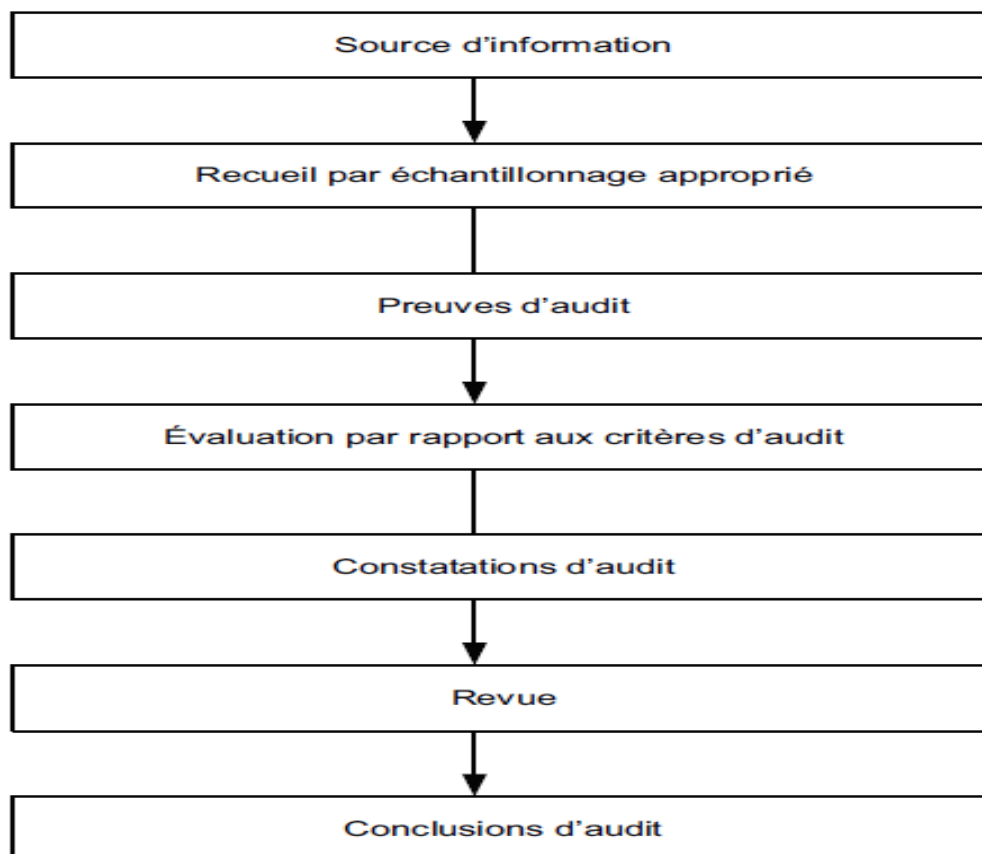 Source d’information
Recueil par échantillonnage approprié
Preuves d’audit
Évaluation par rapport aux critères d’audit
Constatations d’audit
Revue
Conclusions d’audit